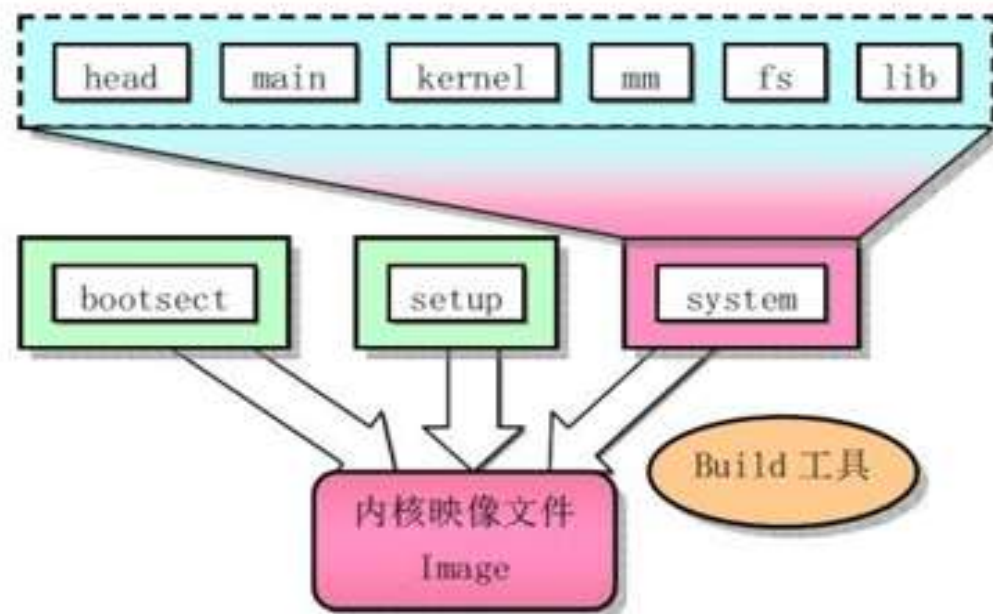 head main kernel mm fs lib
bootsect setup system
Build 工具
内核映像文件
Image